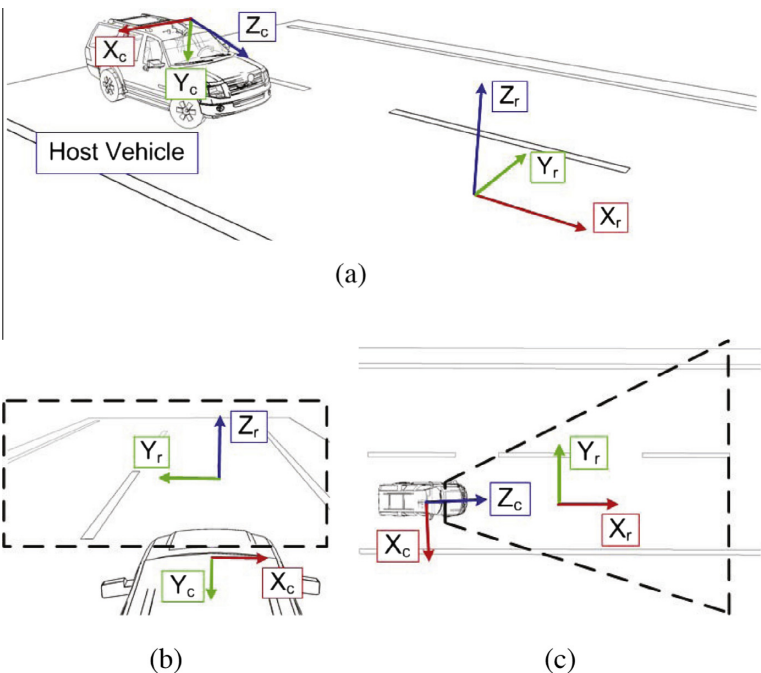 Z_c
X_c
Y_c
Host Vehicle
Z_r
Y_r
X_r
(a)
Z_r
Y_r
Y_c
X_c
Y_r
Z_c
X_r
X_c
(b)
(c)